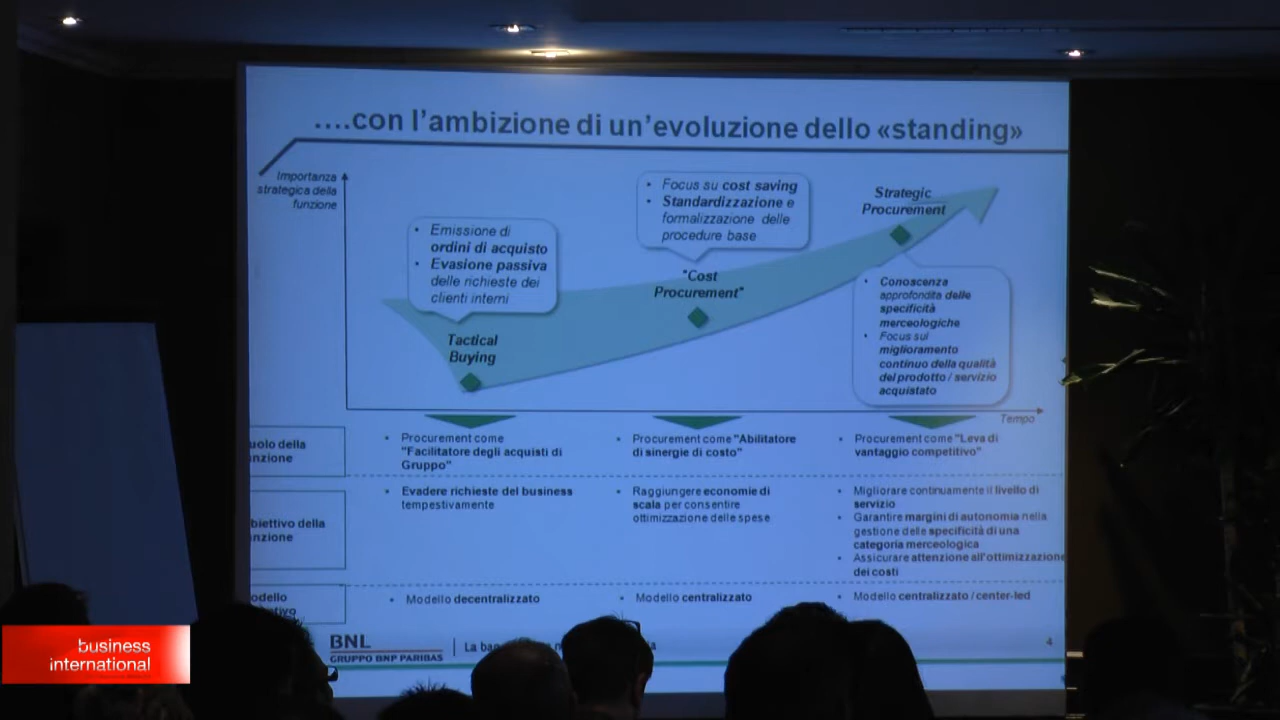 ....con l'ambizione di un'evoluzione dello «standing»
Importanza
strategica della
funzione
• Emissione di
ordini di acquisto
• Evasione passiva
delle richieste dei
clienti interni
Tactical
Buying
• Focus su cost saving
• Standardizzazione e
formalizzazione delle
procedure base
"Cost
Procurement"
Strategic
Procurement
• Conoscenza
approfondita delle
specificità
merceologiche
• Focus sul
miglioramento
continuo della qualità
del prodotto / servizio
acquistato
Tempo
uolo della
nzione
• Procurement come
"Facilitatore degli acquisti di
Gruppo"
• Procurement come "Abilitatore
di sinergie di costo"
• Procurement come "Leva di
vantaggio competitivo"
biettivo della
nzione
• Evadere richieste del business
tempestivamente
• Raggiungere economie di
scala per consentire
ottimizzazione delle spese
• Migliorare continuamente il livello di
servizio
• Garantire margini di autonomia nella
gestione delle specificità di una
categoria merceologica
• Assicurare attenzione all'ottimizzazione
dei costi
odello
• Modello decentralizzato
• Modello centralizzato
• Modello centralizzato / center-led
BNL
GRUPPO BNP PARIBAS
La
4
business
international